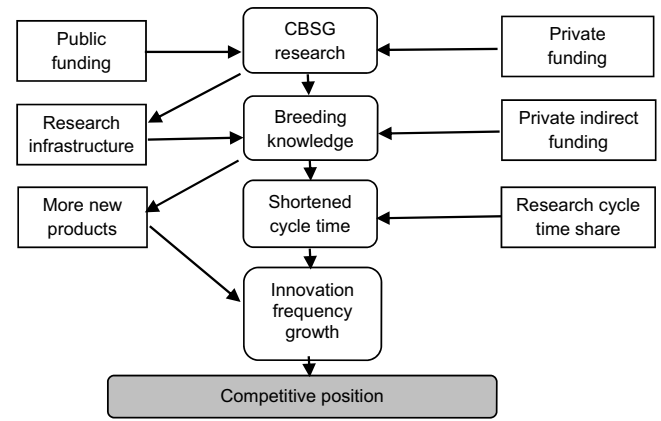 Public
funding
CBSG
research
Private
funding
Research
infrastructure
Breeding
knowledge
Private indirect
funding
More new
products
Shortened
cycle time
Research cycle
time share
Innovation
frequency
growth
Competitive position